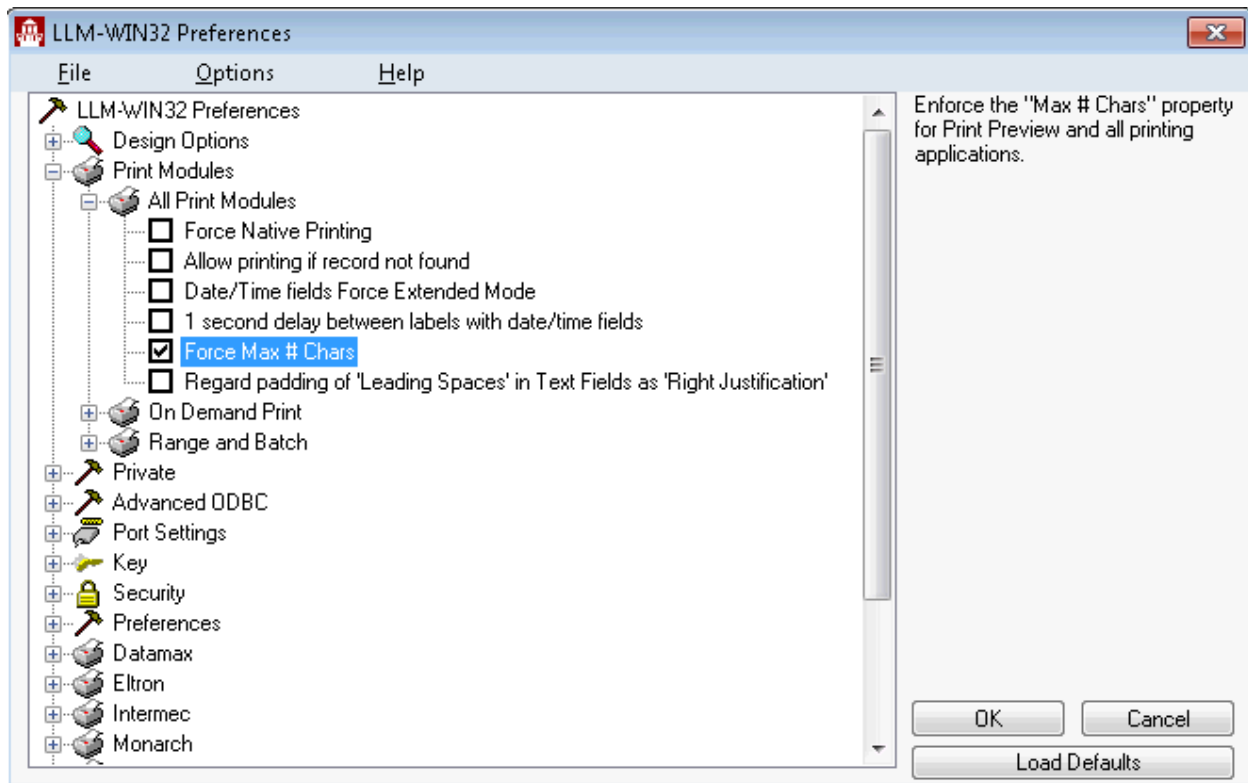 LLM-WIN32 Preferences
File Options Help
LLM-WIN32 Preferences
Design Options
Print Modules
All Print Modules
Force Native Printing
Allow printing if record not found
Date/Time fields Force Extended Mode
1 second delay between labels with date/time fields
Force Max # Chars
Regard padding of 'Leading Spaces' in Text Fields as 'Right Justification'
On Demand Print
Range and Batch
Private
Advanced ODBC
Port Settings
Key
Security
Preferences
Datamax
Eltron
Intermec
Monarch
Enforce the "Max # Chars" property
for Print Preview and all printing
applications.
OK Cancel
Load Defaults